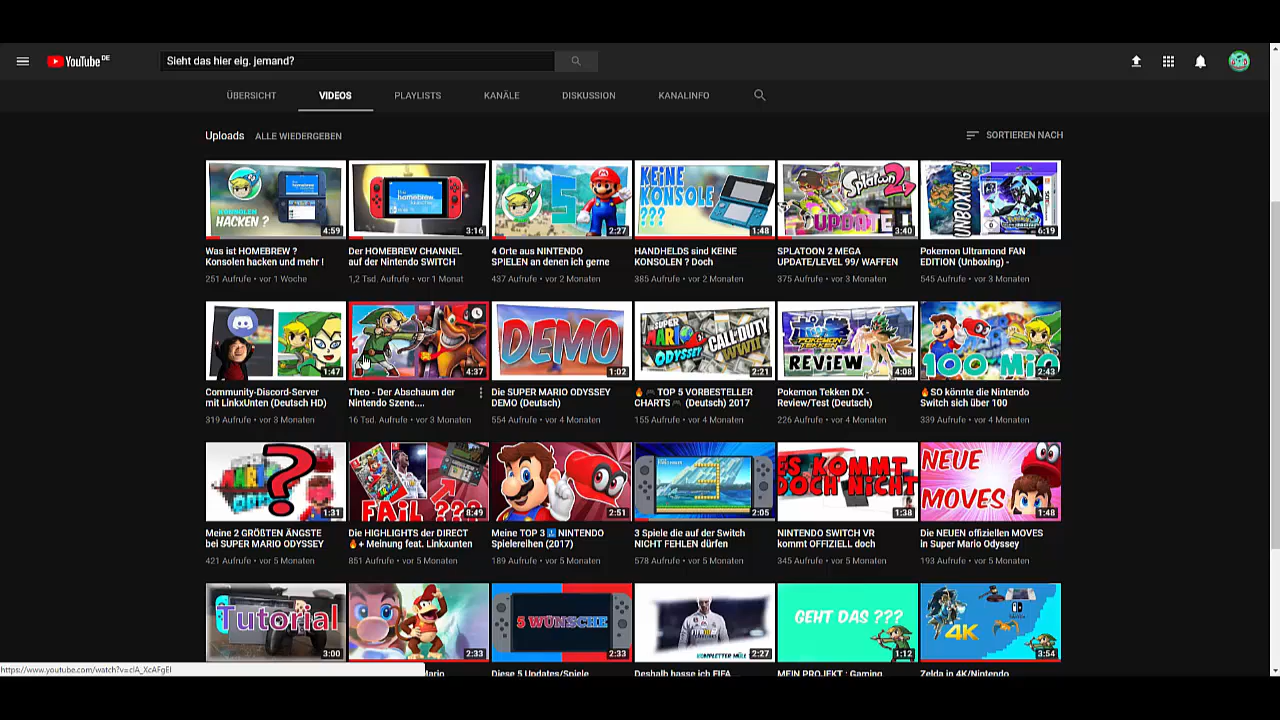 YouTube DE
Sieht das hier eig. jemand?
ÜBERSICHT VIDEOS PLAYLISTS KANÄLE DISKUSSION KANALINFO
Uploads ALLE WIEDERGEBEN SORTIEREN NACH
HACKEN ?
4:59
3:16
5
2:27
KEINE KONSOLE ???
1:48
Splatoon 2
UPDATE!
3:40
UNBOXING!
6:19
Was ist HOMEBREW ?
Konsolen hacken und mehr !
251 Aufrufe • vor 1 Woche
Der HOMEBREW CHANNEL
auf der Nintendo SWITCH
1,2 Tsd. Aufrufe • vor 1 Monat
4 Orte aus NINTENDO
SPIELEN an denen ich gerne
437 Aufrufe • vor 2 Monaten
HANDHELDS sind KEINE
KONSOLEN ? Doch
385 Aufrufe • vor 2 Monaten
SPLATOON 2 MEGA
UPDATE/LEVEL 99/ WAFFEN
375 Aufrufe • vor 3 Monaten
Pokemon Ultramond FAN
EDITION (Unboxing) -
545 Aufrufe • vor 3 Monaten
1:47
4:37
DEMO
1:02
SUPER MARIO ODYSSEY
CALL OF DUTY
WWII
2:21
POKKEN TEKKEN
REViEW
4:08
100 MiO
2:43
Community-Discord-Server
mit LinkxUnten (Deutsch HD)
319 Aufrufe • vor 3 Monaten
Theo - Der Abschaum der
Nintendo Szene....
16 Tsd. Aufrufe • vor 3 Monaten
Die SUPER MARIO ODYSSEY
DEMO (Deutsch)
554 Aufrufe • vor 4 Monaten
🔥🎮 TOP 5 VORBESTELLER
CHARTS🎮 (Deutsch) 2017
155 Aufrufe • vor 4 Monaten
Pokemon Tekken DX -
Review/Test (Deutsch)
226 Aufrufe • vor 4 Monaten
🔥SO könnte die Nintendo
Switch sich über 100
339 Aufrufe • vor 4 Monaten
?
1:31
FAiL ???
8:49
2:51
3
2:05
ES KOMMT
DOCH NICHT
1:38
NEUE
MOVES
1:48
Meine 2 GRÖßTEN ÄNGSTE
bei SUPER MARIO ODYSSEY
421 Aufrufe • vor 5 Monaten
Die HIGHLIGHTS der DIRECT
🔥+ Meinung feat. Linkxunten
851 Aufrufe • vor 5 Monaten
Meine TOP 3 NINTENDO
Spielereihen (2017)
189 Aufrufe • vor 5 Monaten
3 Spiele die auf der Switch
NICHT FEHLEN dürfen
578 Aufrufe • vor 5 Monaten
NINTENDO SWITCH VR
kommt OFFIZIELL doch
345 Aufrufe • vor 5 Monaten
Die NEUEN offiziellen MOVES
in Super Mario Odyssey
193 Aufrufe • vor 5 Monaten
Tutorial
3:00
2:33
5 WÜNSCHE
2:33
KOMPLETTER MÜLL
2:27
GEHT DAS ???
1:12
4K
3:54
https://www.youtube.com/watch?v=cIA_XcAFgEI
Mario
Diese 5 Updates/Spiele
Deshalb hasse ich FIFA
MEIN PROJEKT : Gaming
Zelda in 4K/Nintendo